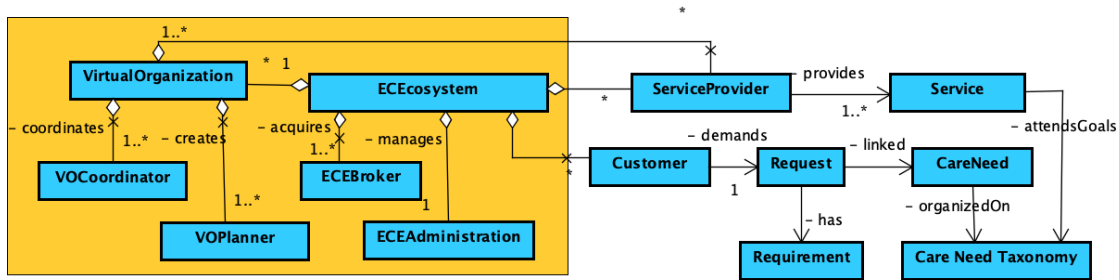 *
1..*
VirtualOrganization
* 1
ECEcosystem
*
ServiceProvider
– provides
1..*
Service
– coordinates
1..*
– creates
– acquires
1..*
– manages
– demands
– linked
– attendsGoals
VOCoordinator
ECEBroker
*
Customer
1
Request
CareNeed
1..*
1
– has
– organizedOn
VOPlanner
ECEAdministration
Requirement
Care Need Taxonomy